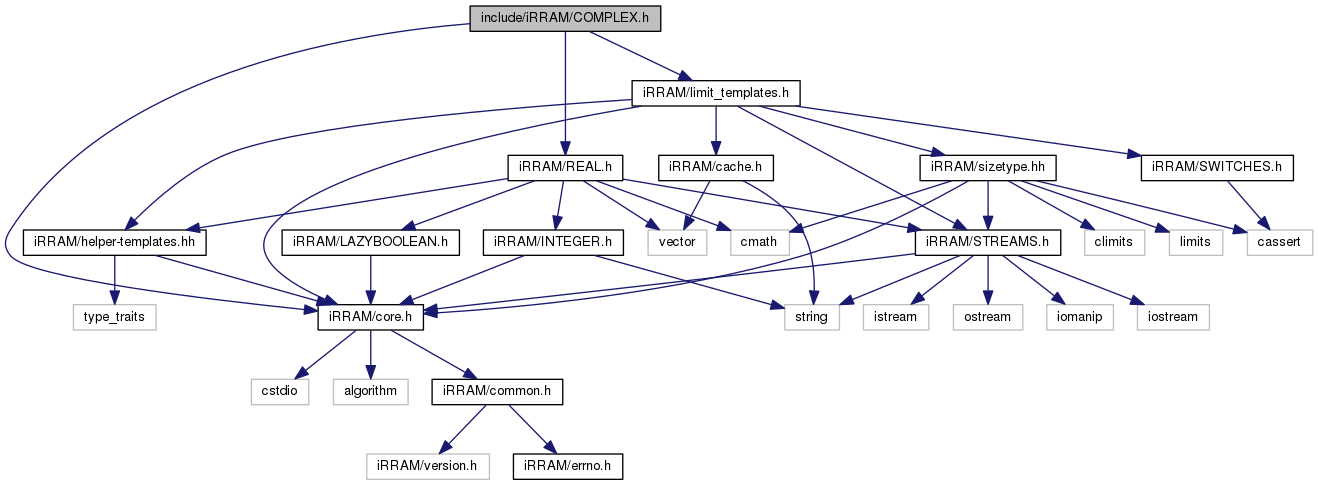 include/iRRAM/COMPLEX.h
iRRAM/limit_templates.h
iRRAM/REAL.h
iRRAM/cache.h
iRRAM/sizetype.hh
iRRAM/SWITCHES.h
iRRAM/helper-templates.hh
iRRAM/LAZYBOOLEAN.h
iRRAM/INTEGER.h
vector
cmath
iRRAM/STREAMS.h
climits
limits
cassert
type_traits
iRRAM/core.h
string
istream
ostream
iomanip
iostream
cstdio
algorithm
iRRAM/common.h
iRRAM/version.h
iRRAM/errno.h